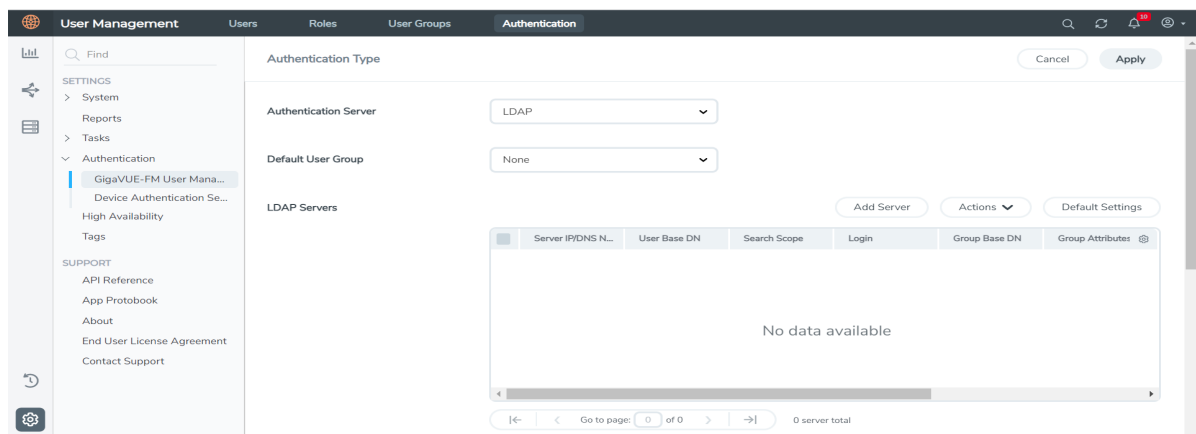 User Management Users Roles User Groups Authentication 10
Find
Authentication Type
Cancel Apply
SETTINGS
System
Reports
Tasks
Authentication
GigaVUE-FM User Mana...
Device Authentication Se...
High Availability
Tags
SUPPORT
API Reference
App Protobook
About
End User License Agreement
Contact Support
Authentication Server LDAP
Default User Group None
LDAP Servers Add Server Actions Default Settings
Server IP/DNS N... User Base DN Search Scope Login Group Base DN Group Attributes
No data available
Go to page: 0 of 0 0 server total